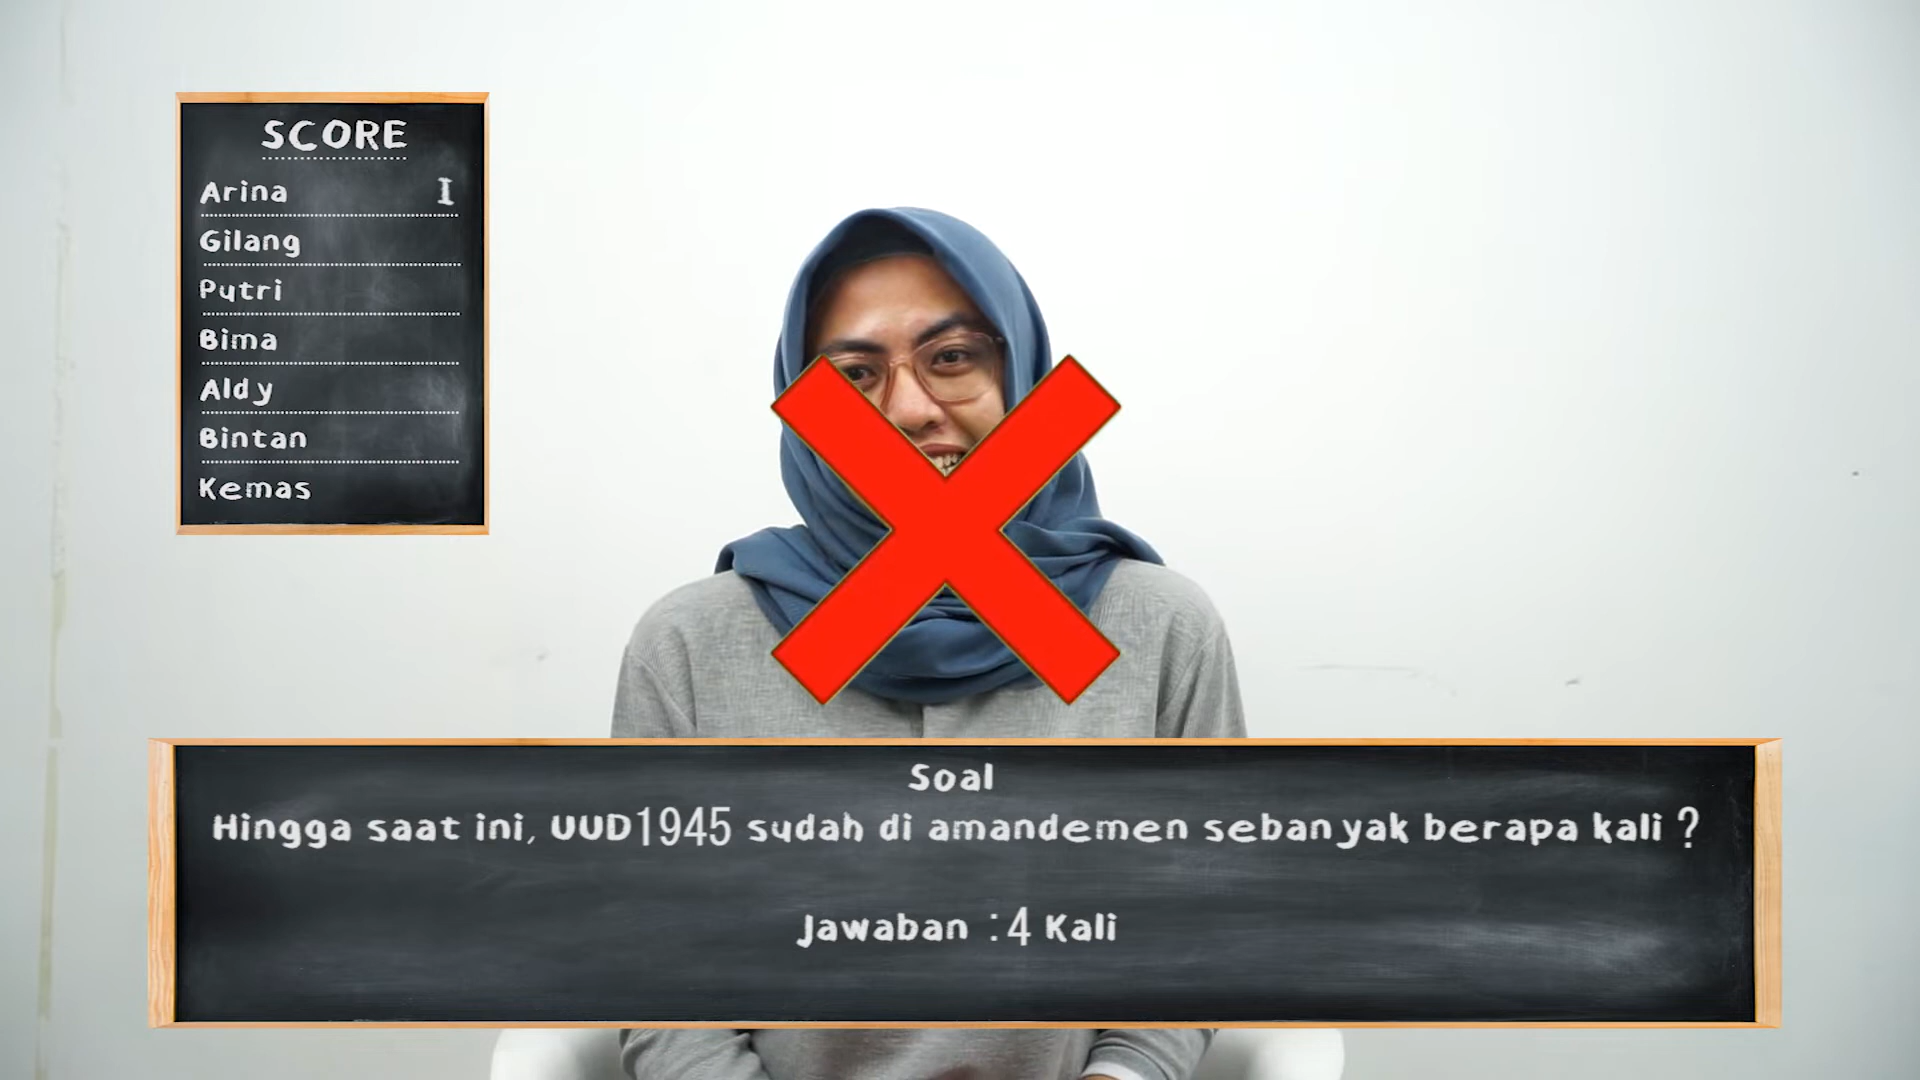 SCORE
Arina I
Gilang
Putri
Bima
Aldy
Bintan
Kemas
Soal
Hingga saat ini, UUD1945 sudah di amandemen sebanyak berapa kali ?
Jawaban :4 Kali